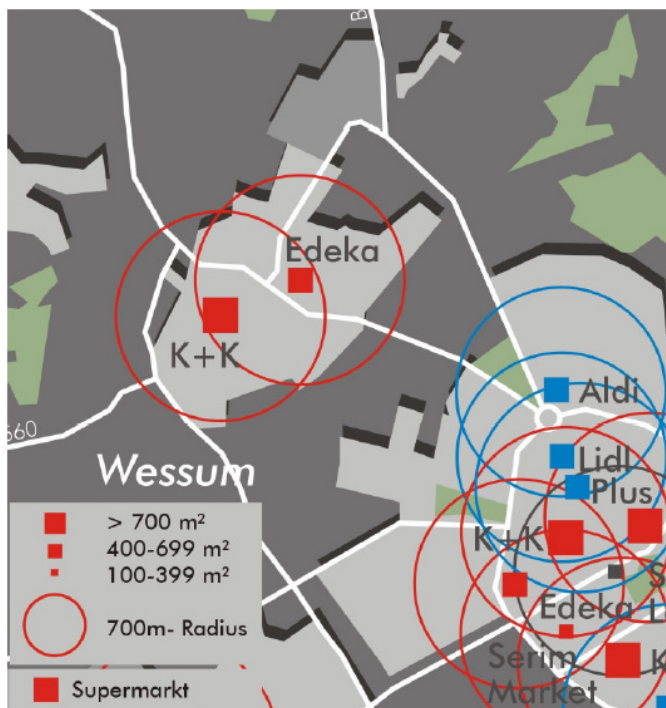 B
Edeka
K+K
Aldi
560
Wessum
Lidl
Plus
K+K
> 700 m²
400-699 m²
100-399 m²
700m- Radius
S
Edeka
L
Serim
Market
K
Supermarkt